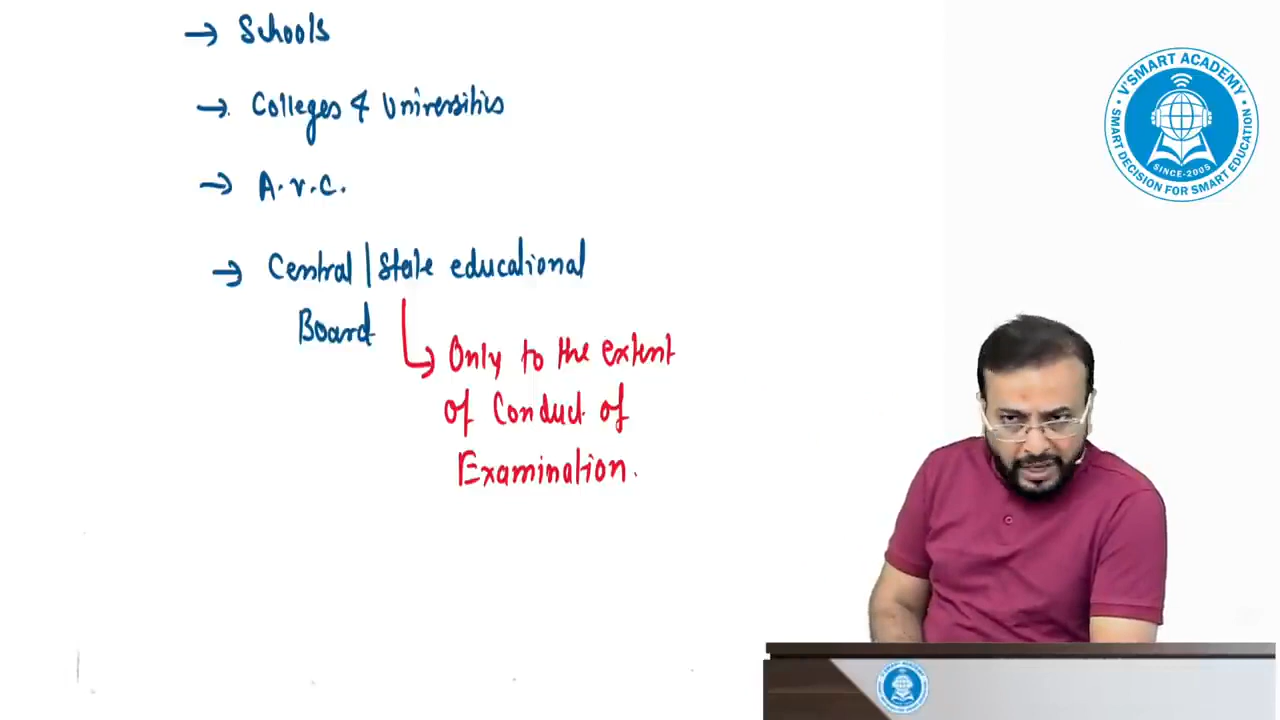 → Schools
→ Colleges & Universities
→ A.V.C.
→ Central | State educational
Board
→ Only to the extent
of Conduct of
Examination.
V'SMART ACADEMY
SINCE-2005
SMART DECISION FOR SMART EDUCATION